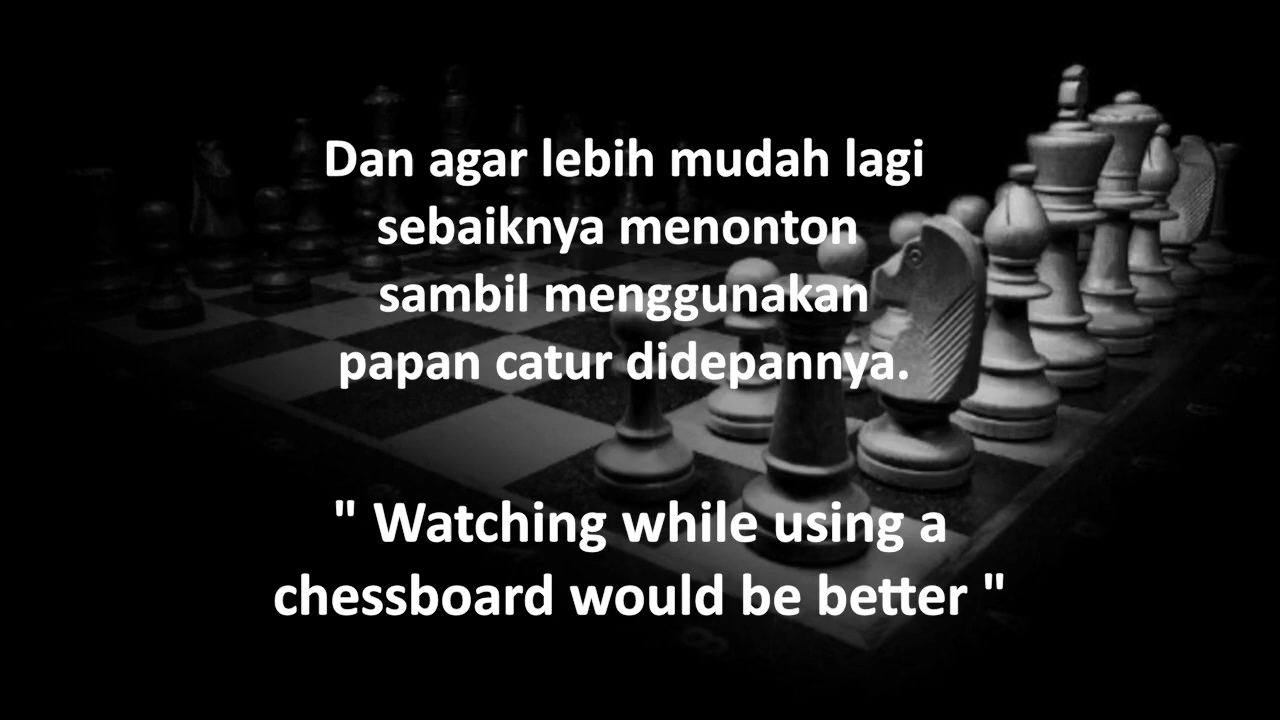 Dan agar lebih mudah lagi
sebaiknya menonton
sambil menggunakan
papan catur didepannya.
" Watching while using a
chessboard would be better "